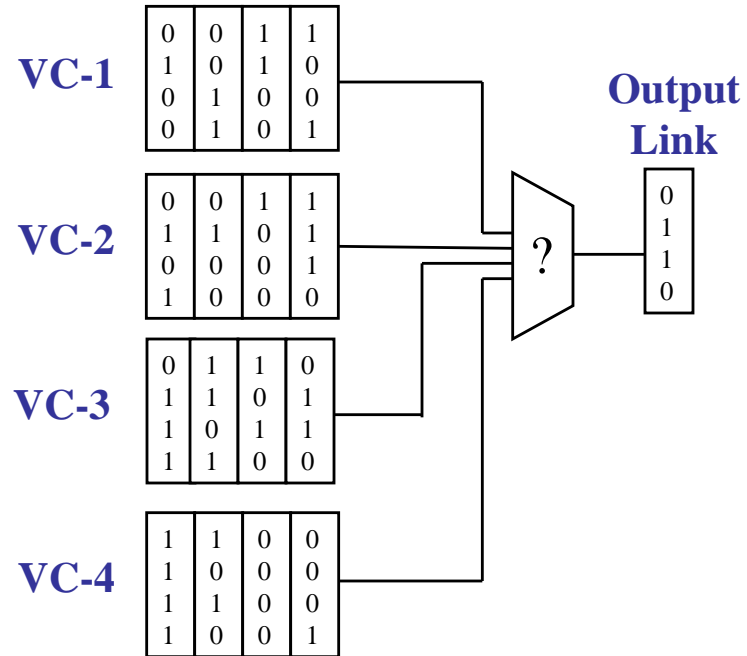 VC-1
0 0 1 1
1 0 1 0
0 1 0 0
0 1 0 1
VC-2
0 0 1 1
1 1 0 1
0 0 0 1
1 0 0 0
VC-3
0 1 1 0
1 1 0 1
1 0 1 1
1 1 0 0
VC-4
1 1 0 0
1 0 0 0
1 1 0 0
1 0 0 1
?
Output
Link
0
1
1
0